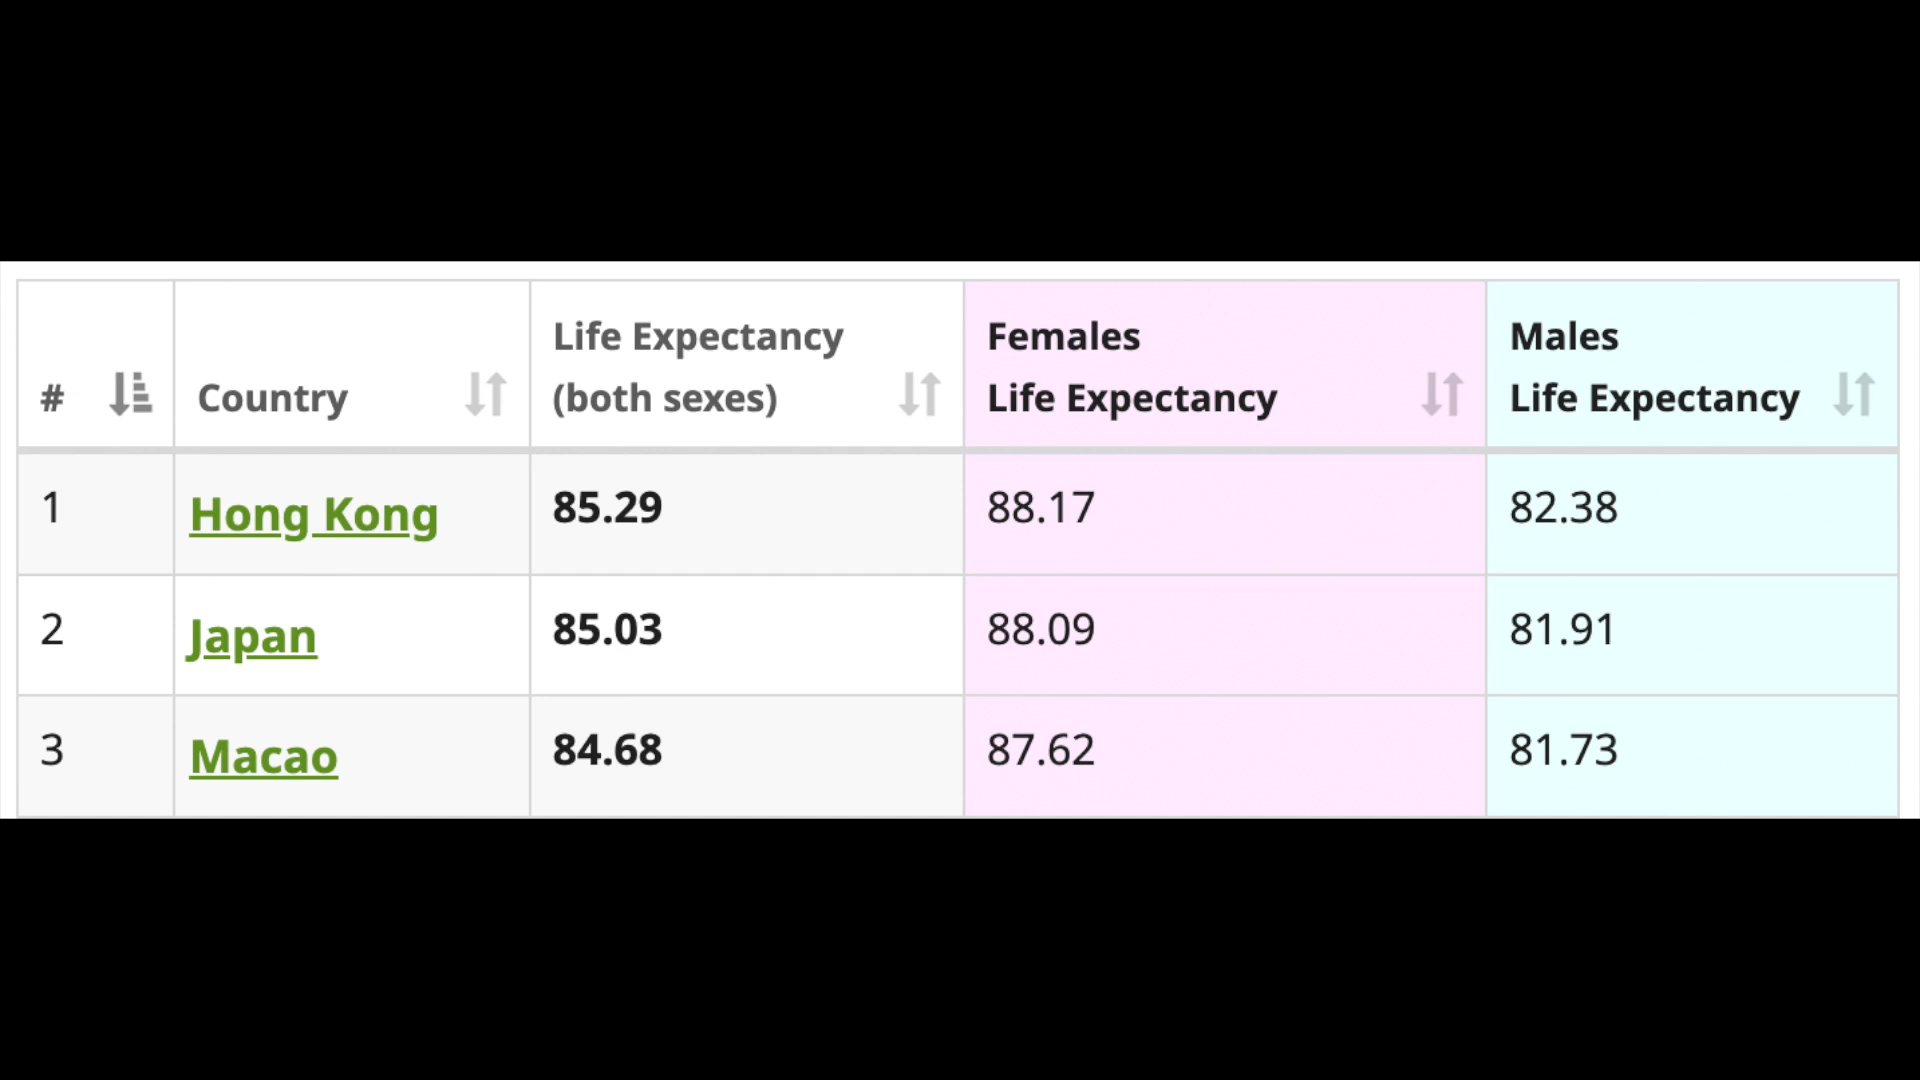 # Country Life Expectancy (both sexes) Females Life Expectancy Males Life Expectancy
1 Hong Kong 85.29 88.17 82.38
2 Japan 85.03 88.09 81.91
3 Macao 84.68 87.62 81.73